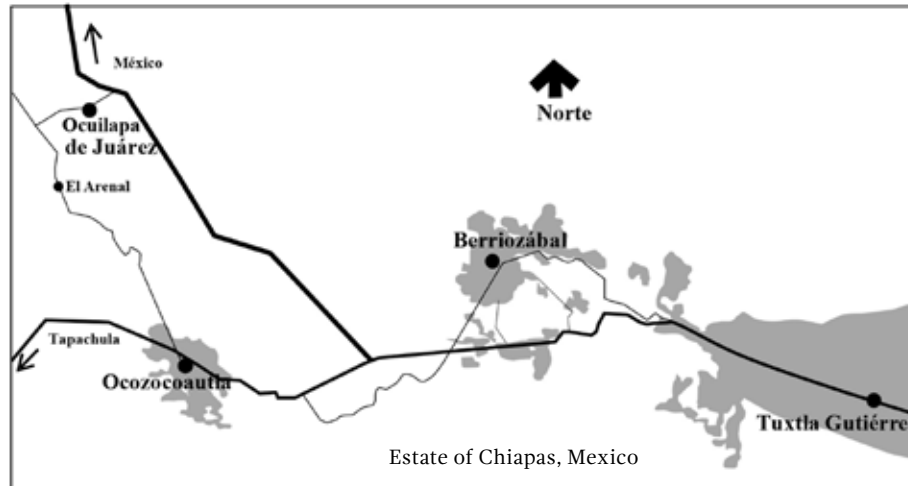 México
Norte
Ocuilapa
de Juárez
El Arenal
Berriozábal
Tapachula
Ocozocoautla
Tuxtla Gutiérre
Estate of Chiapas, Mexico